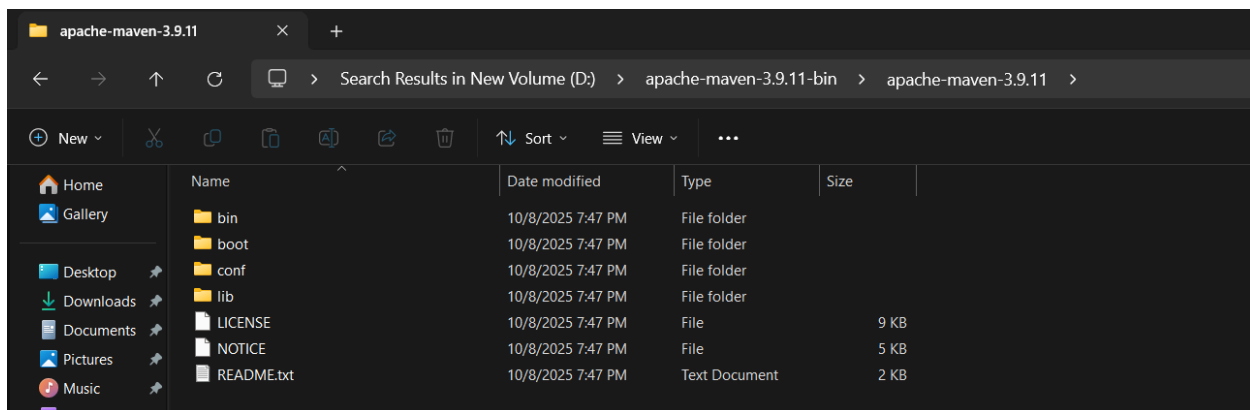 apache-maven-3.9.11
Search Results in New Volume (D:) > apache-maven-3.9.11-bin > apache-maven-3.9.11 >
New Sort View
Home
Gallery
Desktop
Downloads
Documents
Pictures
Music
Name Date modified Type Size
bin 10/8/2025 7:47 PM File folder
boot 10/8/2025 7:47 PM File folder
conf 10/8/2025 7:47 PM File folder
lib 10/8/2025 7:47 PM File folder
LICENSE 10/8/2025 7:47 PM File 9 KB
NOTICE 10/8/2025 7:47 PM File 5 KB
README.txt 10/8/2025 7:47 PM Text Document 2 KB